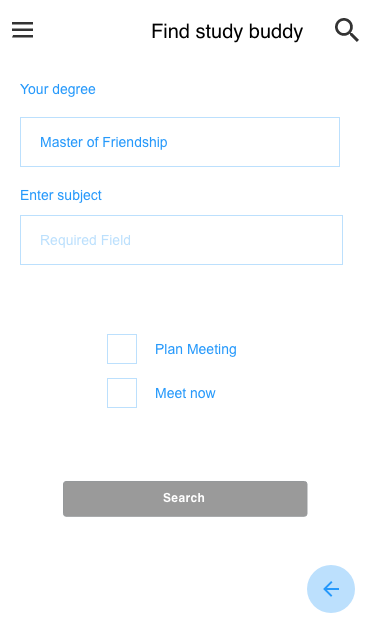 Find study buddy
Your degree
Master of Friendship
Enter subject
Required Field
Plan Meeting
Meet now
Search